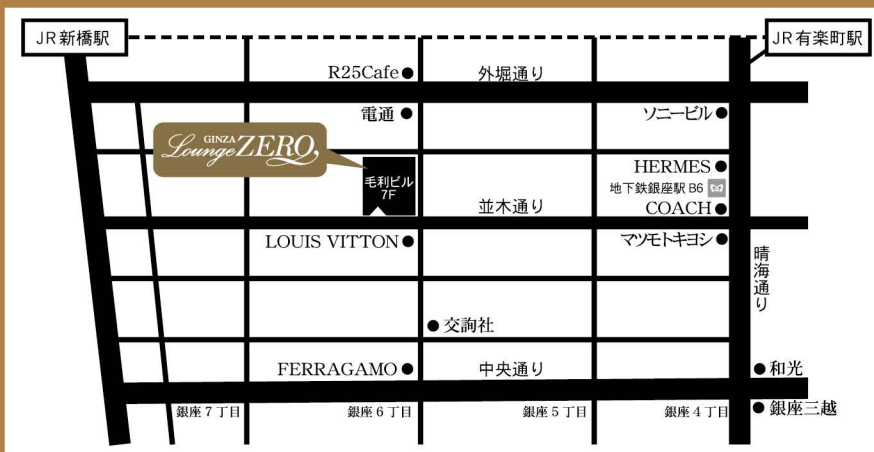 JR新橋駅
JR有楽町駅
R25Cafe
外堀通り
電通
ソニービル
GINZA
Lounge ZERO
毛利ビル
7F
HERMES
地下鉄銀座駅 B6
並木通り
COACH
LOUIS VITTON
マツモトキヨシ
晴海通り
交詢社
FERRAGAMO
中央通り
和光
銀座7丁目
銀座6丁目
銀座5丁目
銀座4丁目
銀座三越